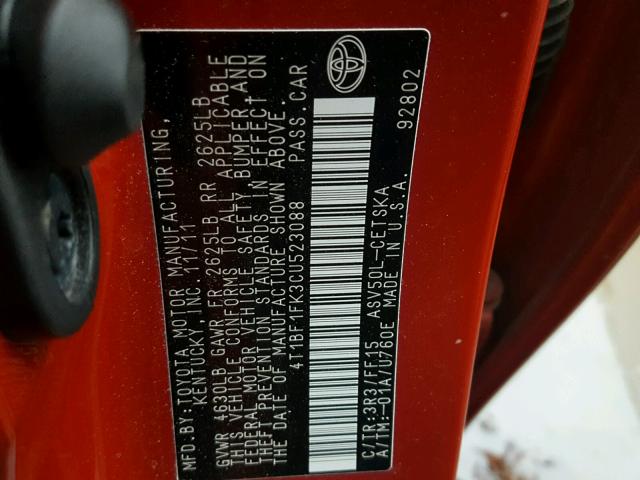 MFD. BY: TOYOTA MOTOR MANUFACTURING,
KENTUCKY, INC. 11/11
GVWR 4630LB GAWR FR 2625LB RR 2625LB
THIS VEHICLE CONFORMS TO ALL APPLICABLE
FEDERAL MOTOR VEHICLE SAFETY, BUMPER, AND
THEFT PREVENTION STANDARDS IN EFFECT ON
THE DATE OF MANUFACTURE SHOWN ABOVE.
4T1BF1FK3CU523088 PASS. CAR
C/TR: 3R3/FF15 ASV50L-CETSKA
A/TM: -01A/U760E MADE IN U.S.A.
92802